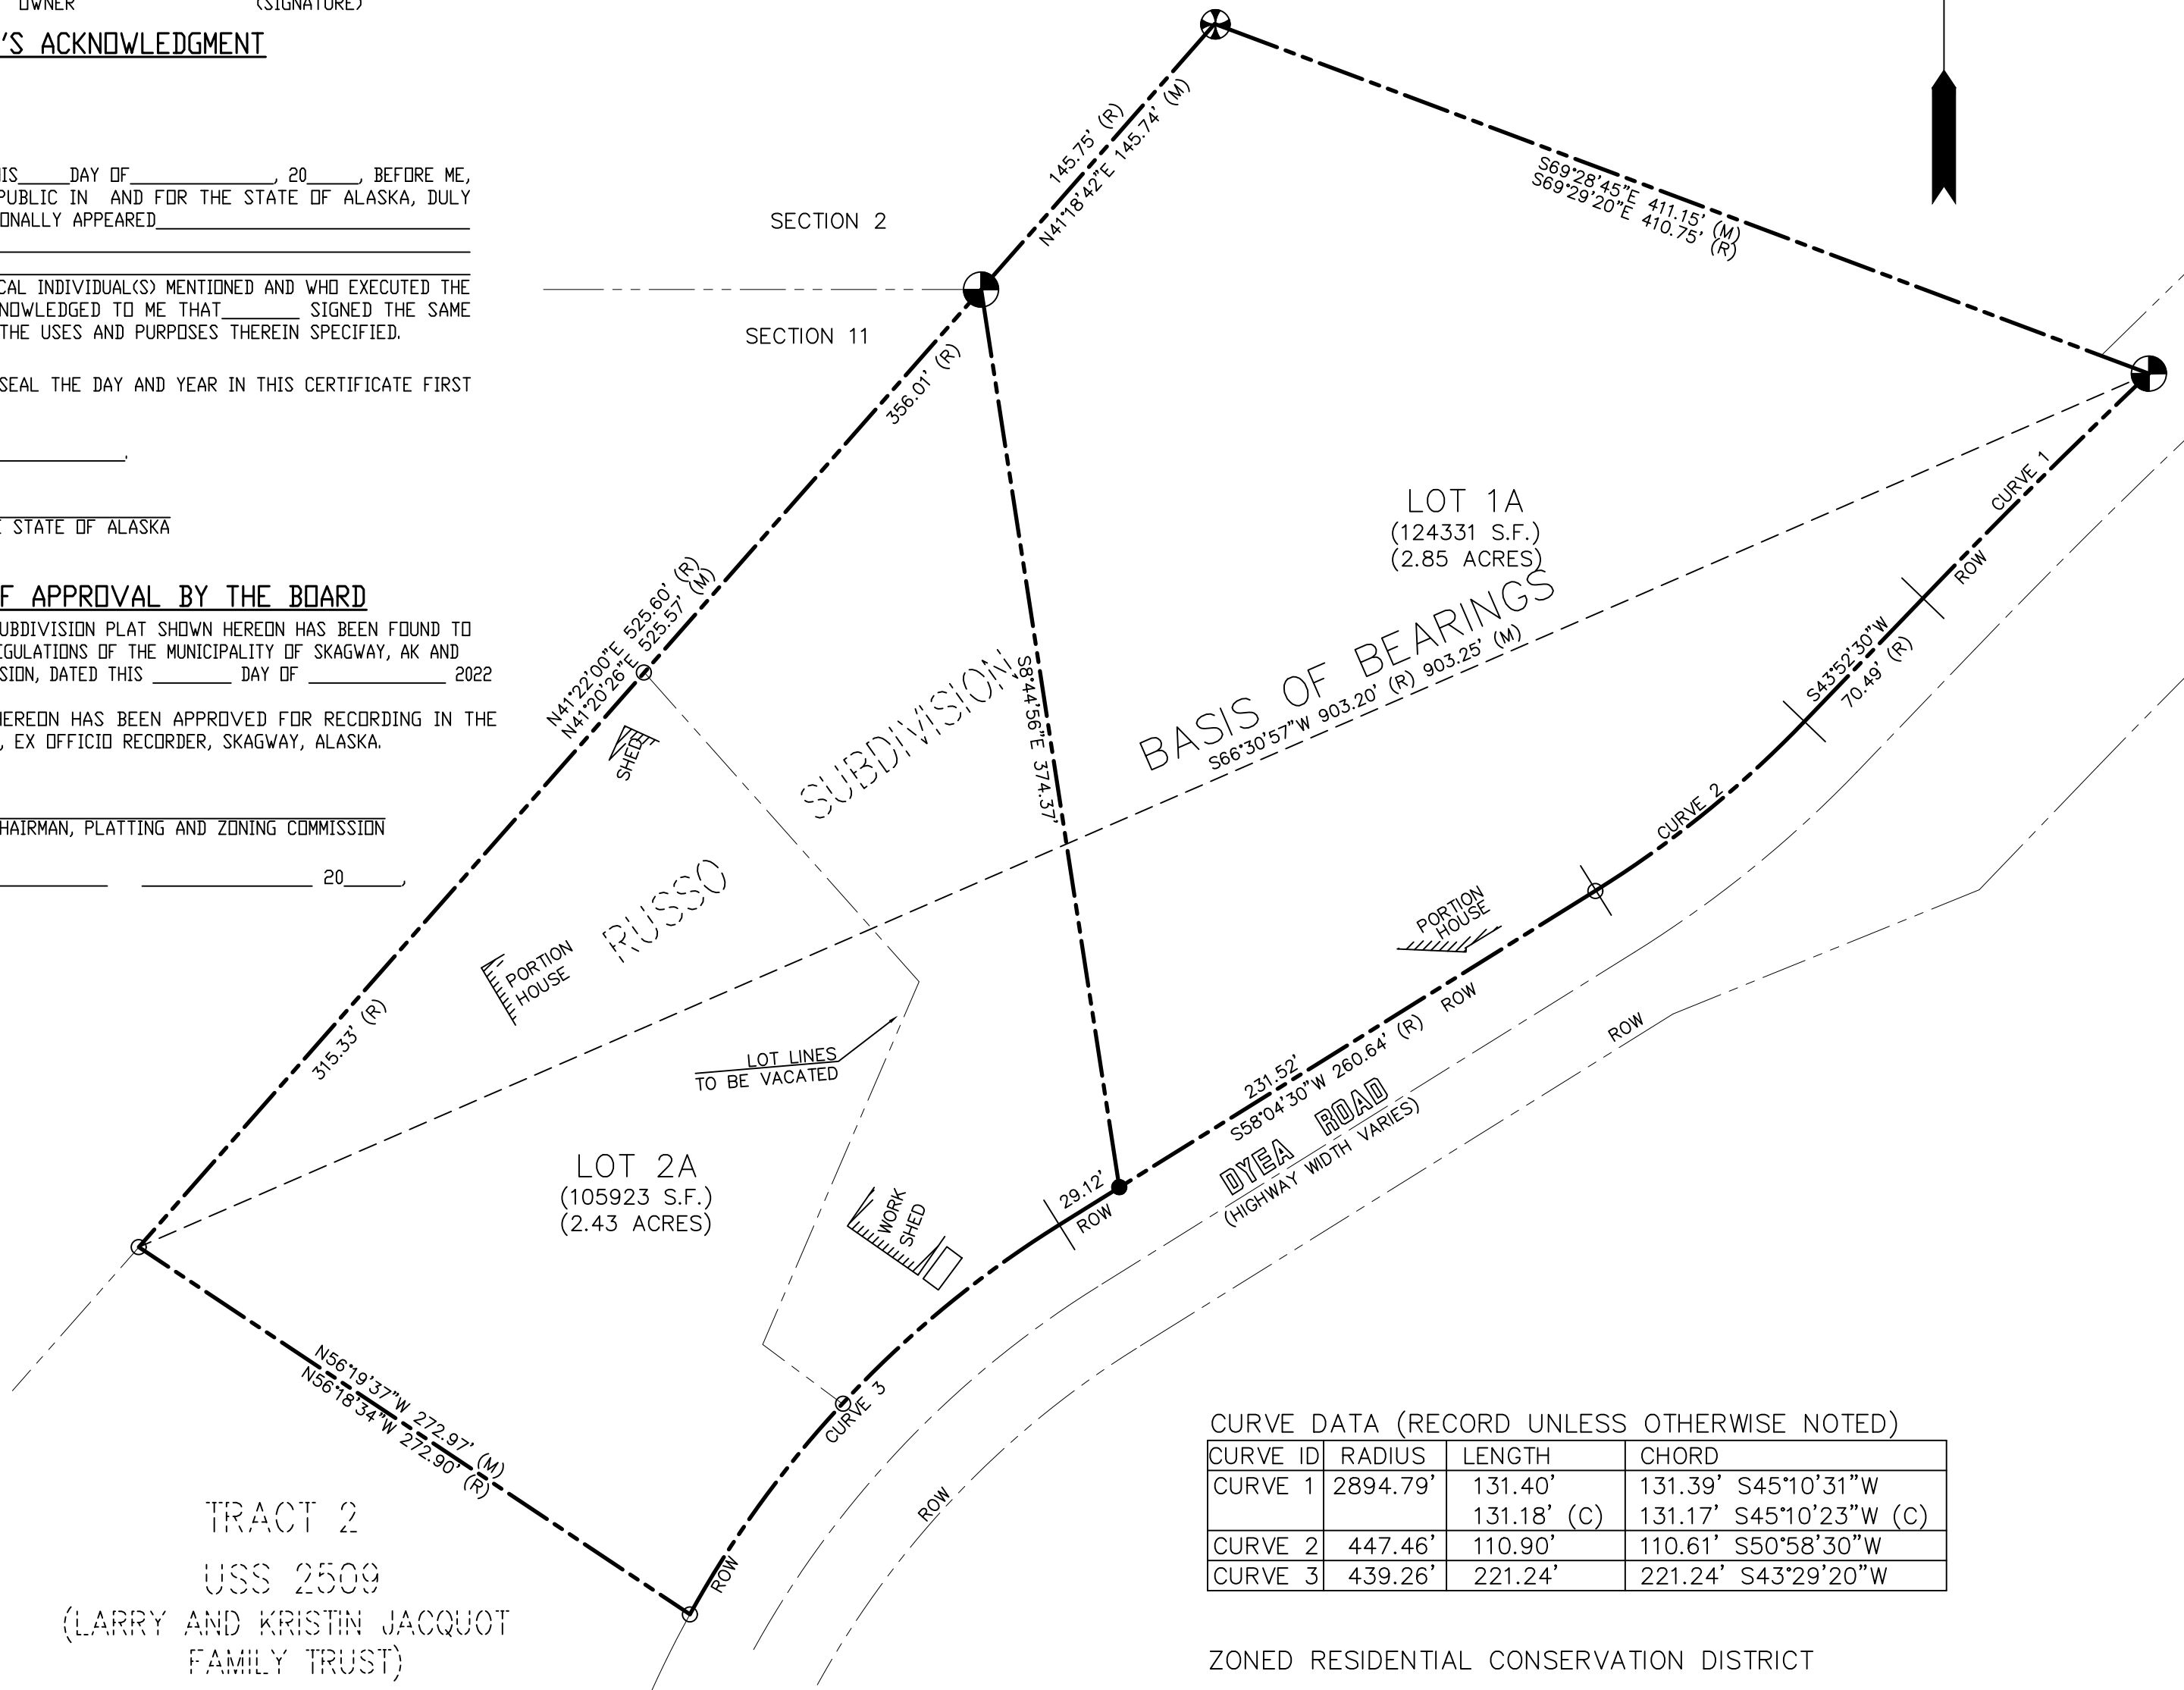 OWNER (SIGNATURE)
'S ACKNOWLEDGMENT
IS____DAY OF____________, 20____, BEFORE ME,
PUBLIC IN AND FOR THE STATE OF ALASKA, DULY
ONALLY APPEARED
CAL INDIVIDUAL(S) MENTIONED AND WHO EXECUTED THE
NOWLEDGED TO ME THAT______ SIGNED THE SAME
THE USES AND PURPOSES THEREIN SPECIFIED.
SEAL THE DAY AND YEAR IN THIS CERTIFICATE FIRST
STATE OF ALASKA
F APPROVAL BY THE BOARD
UBDIVISION PLAT SHOWN HEREON HAS BEEN FOUND TO
EGULATIONS OF THE MUNICIPALITY OF SKAGWAY, AK AND
SION, DATED THIS ______ DAY OF __________ 2022
HEREON HAS BEEN APPROVED FOR RECORDING IN THE
, EX OFFICIO RECORDER, SKAGWAY, ALASKA.
HAIRMAN, PLATTING AND ZONING COMMISSION
20_____,
SECTION 2
SECTION 11
145.75' (R)
N41°18'42"E 145.74' (M)
S69°28'45"E 411.15' (M)
S69°29'20"E 410.75' (R)
356.01' (R)
N41°22'00"E 525.60' (R)
N41°20'26"E 525.57' (M)
SHED
315.33' (R)
LOT 1A
(124331 S.F.)
(2.85 ACRES)
BASIS OF BEARINGS
S66°30'57"W 903.20' (R) 903.25' (M)
S8°44'56"E 374.37'
RUSSO SUBDIVISION
CURVE 1
ROW
S43°52'30"W
70.49' (R)
CURVE 2
PORTION
HOUSE
PORTION
HOUSE
LOT LINES
TO BE VACATED
LOT 2A
(105923 S.F.)
(2.43 ACRES)
WORK
SHED
29.12'
ROW
231.52'
S58°04'30"W 260.64' (R)
ROW
DYEA ROAD
(HIGHWAY WIDTH VARIES)
ROW
CURVE 3
ROW
ROW
N56°19'37"W 272.97' (M)
N56°18'34"W 272.90' (R)
TRACT 2
USS 2509
(LARRY AND KRISTIN JACQUOT
FAMILY TRUST)
CURVE DATA (RECORD UNLESS OTHERWISE NOTED)
CURVE ID RADIUS LENGTH CHORD
CURVE 1 2894.79' 131.40' 131.39' S45°10'31"W
131.18' (C) 131.17' S45°10'23"W (C)
CURVE 2 447.46' 110.90' 110.61' S50°58'30"W
CURVE 3 439.26' 221.24' 221.24' S43°29'20"W
ZONED RESIDENTIAL CONSERVATION DISTRICT